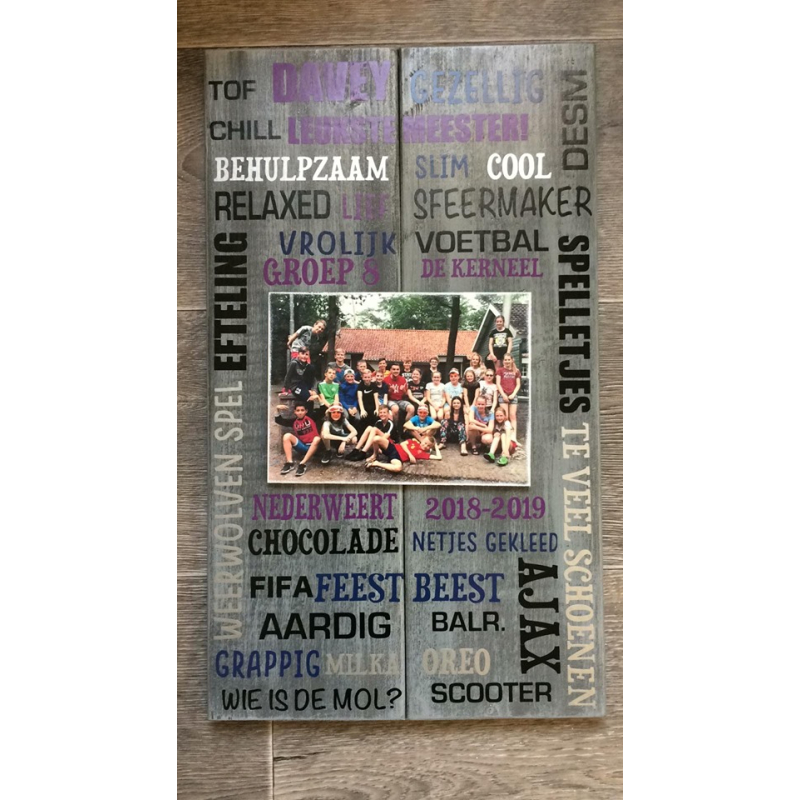 TOF DAVEY GEZELLIG
DESM
CHILL LEUKSTE MEESTER!
BEHULPZAAM SLIM COOL
RELAXED LIEF SFEERMAKER
VROLIJK VOETBAL
GROEP 8 DE KERNEEL
EFTELING
SPELLETJES
WEERWOLVEN SPEL
TE VEEL SCHOENEN
NEDERWEERT 2018-2019
CHOCOLADE NETJES GEKLEED
FIFA FEEST BEEST
AJAX
AARDIG BALR.
GRAPPIG MILKA OREO
WIE IS DE MOL? SCOOTER